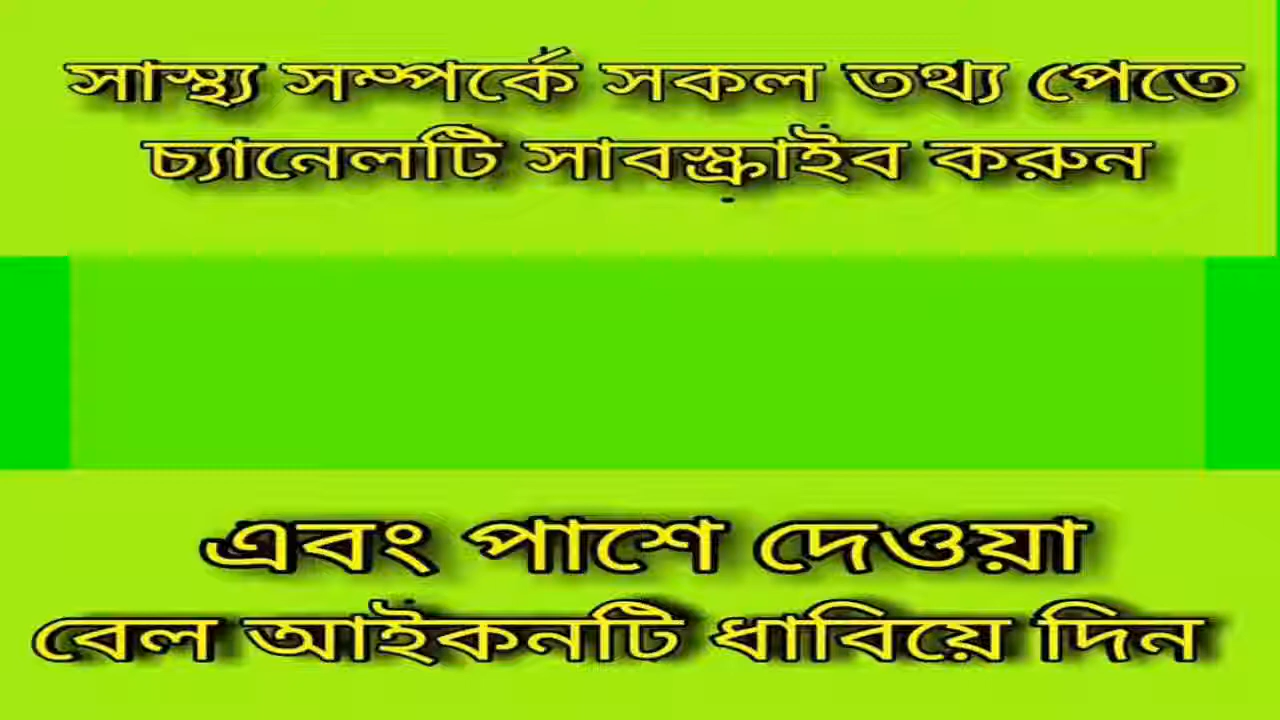 সাস্থ্য সম্পর্কে সকল তথ্য পেতে
চ্যানেলটি সাবস্ক্রাইব করুন
এবং পাশে দেওয়া
বেল আইকনটি ধাবিয়ে দিন